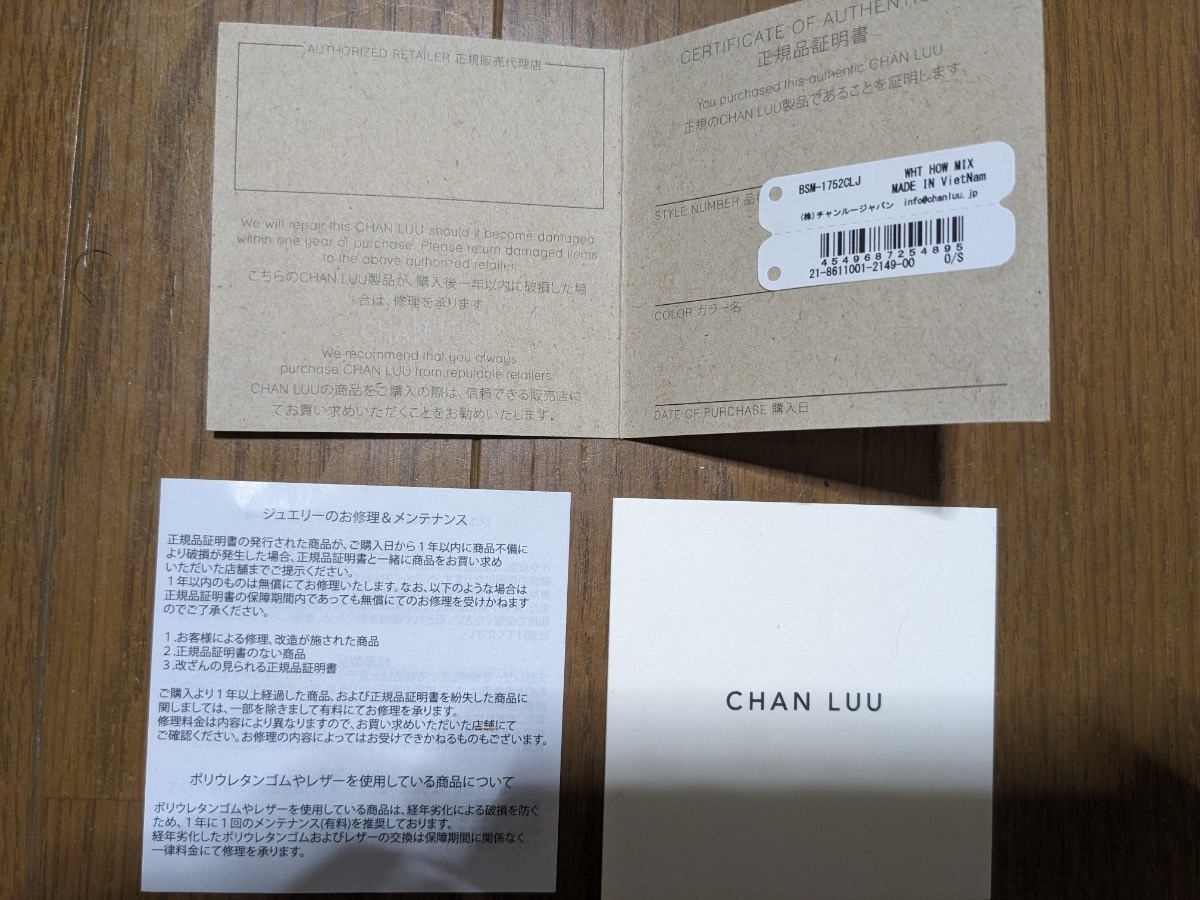 AUTHORIZED RETAILER 正規販売代理店
We will repair this CHAN LUU should it become damaged
within one year of purchase. Please return damaged items
to the above authorized retailer.
こちらのCHAN LUU製品が、購入後一年以内に破損した場
合は、修理を承ります
CHAN LUU
We recommend that you always
purchase CHAN LUU from reputable retailers.
CHAN LUUの商品をご購入の際は、信頼できる販売店に
てお買い求めいただくことをお勧めいたします。
CERTIFICATE OF
正規品証明書
You purchased this authentic CHAN LUU
正規のCHAN LUU製品であることを証明します
STYLE NUMBER 品
BSM-1752CLJ WHT HOW MIX
MADE IN VietNam
(株)チャンルージャパン info@chanluu.jp
4549687254895
21-8611001-2149-00 O/S
COLOR カラー名
DATE OF PURCHASE 購入日
ジュエリーのお修理&メンテナンス
正規品証明書の発行された商品が、ご購入日から1年以内に商品不備に
より破損が発生した場合、正規品証明書と一緒に商品をお買い求め
いただいた店舗までご提示ください。
1年以内のものは無償にてお修理いたします。なお、以下のような場合は
正規品証明書の保障期間内であっても無償にてのお修理を受けかねます
のでご了承ください。
1.お客様による修理、改造が施された商品
2.正規品証明書のない商品
3.改ざんの見られる正規品証明書
ご購入より1年以上経過した商品、および正規品証明書を紛失した商品に
関しましては、一部を除きまして有料にてお修理を承ります。
修理料金は内容により異なりますので、お買い求めいただいた店舗にて
ご確認ください。お修理の内容によってはお受けできかねるものもございます。
ポリウレタンゴムやレザーを使用している商品について
ポリウレタンゴムやレザーを使用している商品は、経年劣化による破損を防ぐ
ため、1年に1回のメンテナンス(有料)を推奨しております。
経年劣化したポリウレタンゴムおよびレザーの交換は保障期間に関係なく
一律料金にて修理を承ります。
CHAN LUU